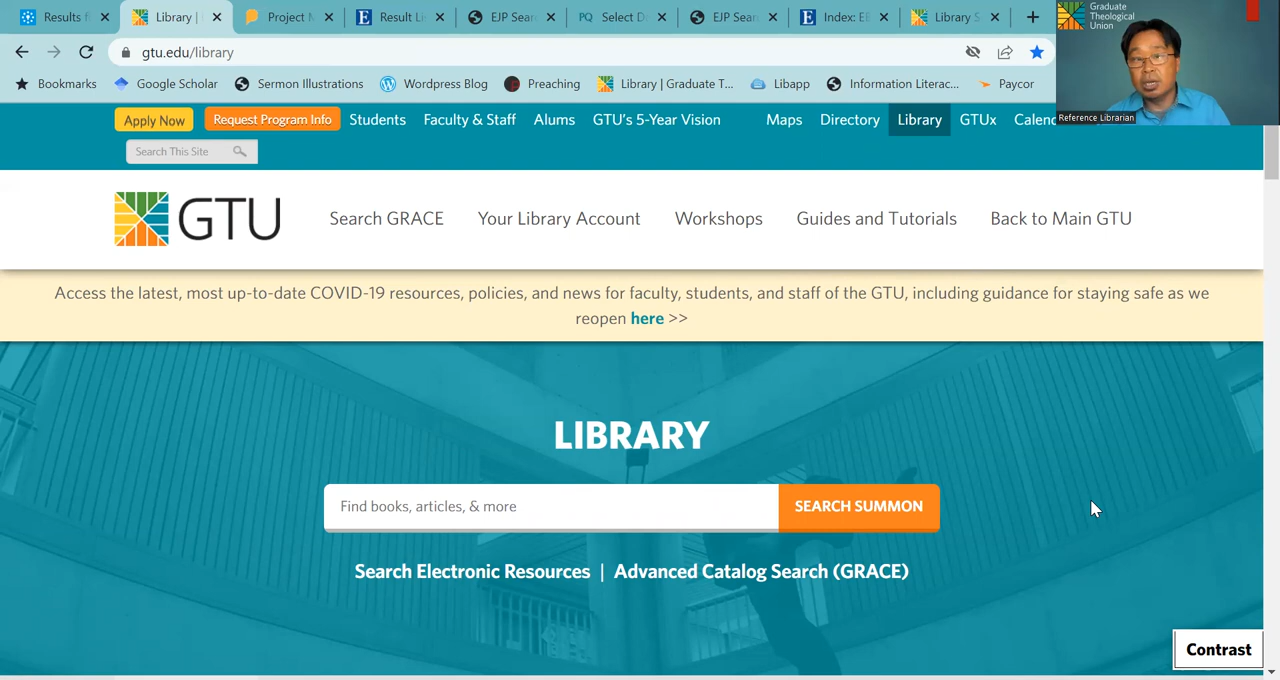 Results f
Library |
Project M
Result Li
EJP Sear
Select D
EJP Sear
Index: El
Library S
gtu.edu/library
Bookmarks
Google Scholar
Sermon Illustrations
Wordpress Blog
Preaching
Library | Graduate T...
Libapp
Information Literac...
Paycor
Graduate
Theological
Union
Reference Librarian
Apply Now
Request Program Info
Students
Faculty & Staff
Alums
GTU's 5-Year Vision
Maps
Directory
Library
GTUx
Calend
Search This Site
GTU
Search GRACE
Your Library Account
Workshops
Guides and Tutorials
Back to Main GTU
Access the latest, most up-to-date COVID-19 resources, policies, and news for faculty, students, and staff of the GTU, including guidance for staying safe as we
reopen here >>
LIBRARY
Find books, articles, & more
SEARCH SUMMON
Search Electronic Resources | Advanced Catalog Search (GRACE)
Contrast